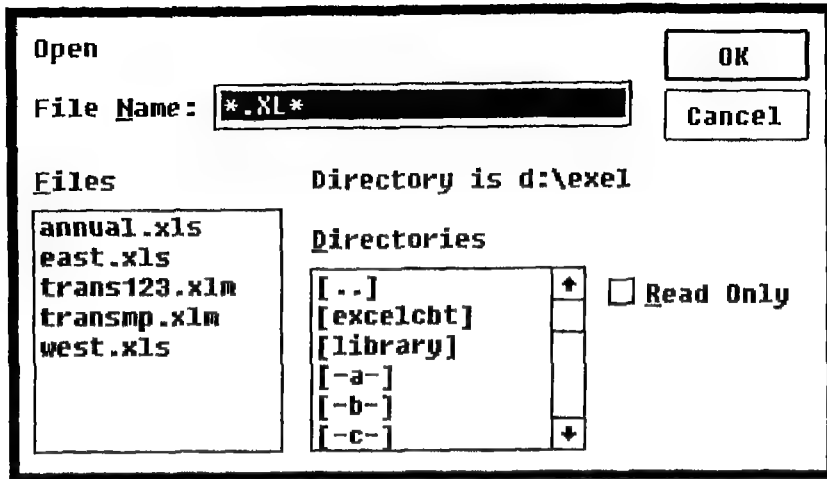 Open
OK
File Name: *.XL*
Cancel
Files
Directory is d:\exel
annual.xls
east.xls
trans123.xlm
transmp.xlm
west.xls
Directories
[..]
[excelcbt]
[library]
[-a-]
[-b-]
[-c-]
Read Only